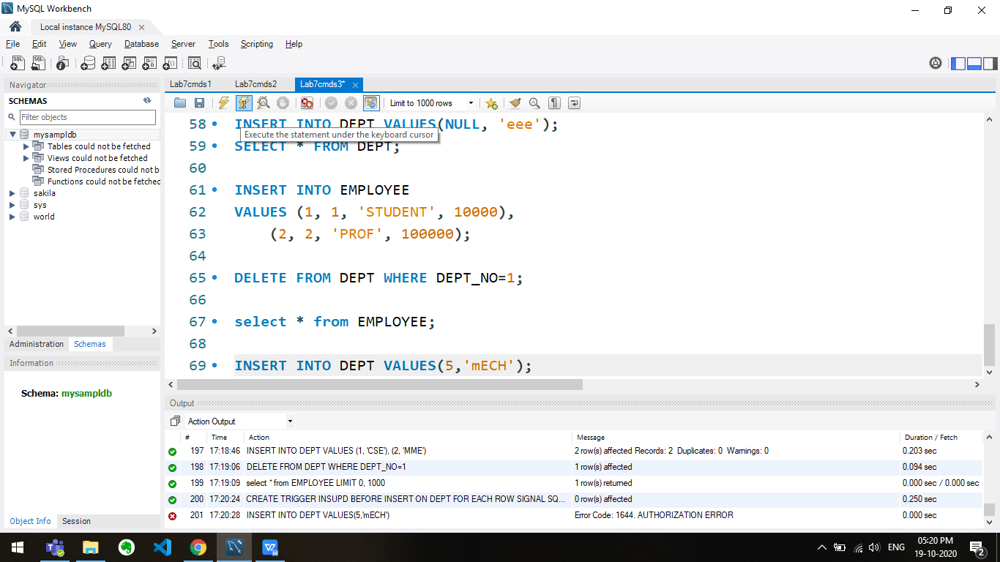 MySQL Workbench
Local instance MySQL80
File Edit View Query Database Server Tools Scripting Help
Navigator
SCHEMAS
Filter objects
mysampldb
Tables could not be fetched
Views could not be fetched
Stored Procedures could not b
Functions could not be fetched
sakila
sys
world
Administration Schemas
Information
Schema: mysampldb
Object Info Session
Lab7cmds1 Lab7cmds2 Lab7cmds3*
Limit to 1000 rows
58 INSERT INTO DEPT VALUES(NULL, 'eee');
Execute the statement under the keyboard cursor
59 SELECT * FROM DEPT;
60
61 INSERT INTO EMPLOYEE
62 VALUES (1, 1, 'STUDENT', 10000),
63 (2, 2, 'PROF', 100000);
64
65 DELETE FROM DEPT WHERE DEPT_NO=1;
66
67 select * from EMPLOYEE;
68
69 INSERT INTO DEPT VALUES(5,'mECH');
Output
Action Output
# Time Action Message Duration / Fetch
197 17:18:46 INSERT INTO DEPT VALUES (1, 'CSE'), (2, 'MME') 2 row(s) affected Records: 2 Duplicates: 0 Warnings: 0 0.203 sec
198 17:19:06 DELETE FROM DEPT WHERE DEPT_NO=1 1 row(s) affected 0.094 sec
199 17:19:09 select * from EMPLOYEE LIMIT 0, 1000 1 row(s) returned 0.000 sec / 0.000 sec
200 17:20:24 CREATE TRIGGER INSUPD BEFORE INSERT ON DEPT FOR EACH ROW SIGNAL SQ... 0 row(s) affected 0.250 sec
201 17:20:28 INSERT INTO DEPT VALUES(5,'mECH') Error Code: 1644. AUTHORIZATION ERROR 0.000 sec
ENG
05:20 PM
19-10-2020
2